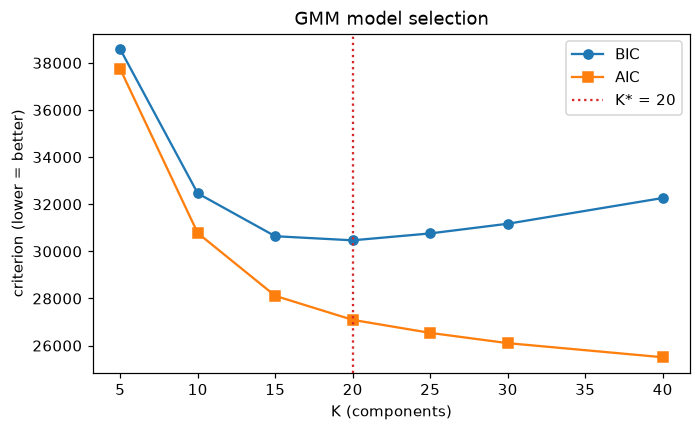 GMM model selection
criterion (lower = better)
38000
36000
34000
32000
30000
28000
26000
BIC
AIC
K* = 20
5 10 15 20 25 30 35 40
K (components)